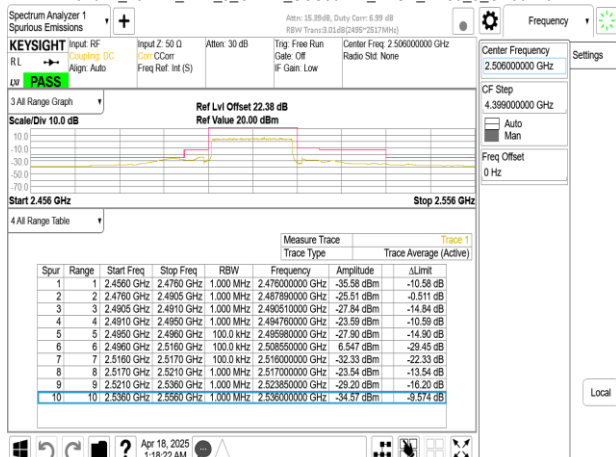 Spectrum Analyzer 1
Spurious Emissions
Attn: 15.39dB, Duty Corr: 6.99 dB
RBW Trans:3.01dB(2495~2517MHz)
Frequency
KEYSIGHT
Input: RF
Input Z: 50 Ω
Atten: 30 dB
Trig: Free Run
Center Freq: 2.506000000 GHz
RL
Coupling: DC
Corr CCorr
Gate: Off
Radio Std: None
Align: Auto
Freq Ref: Int (S)
IF Gain: Low
LXI
PASS
Center Frequency
2.506000000 GHz
Settings
CF Step
4.399000000 GHz
Auto
Man
Freq Offset
0 Hz
3 All Range Graph
Ref Lvl Offset 22.38 dB
Scale/Div 10.0 dB
Ref Value 20.00 dBm
10.0
-10.0
-30.0
-50.0
-70.0
Start 2.456 GHz
Stop 2.556 GHz
4 All Range Table
Measure Trace Trace 1
Trace Type Trace Average (Active)
Spur Range Start Freq Stop Freq RBW Frequency Amplitude ΔLimit
1 1 2.4560 GHz 2.4760 GHz 1.000 MHz 2.476000000 GHz -35.58 dBm -10.58 dB
2 2 2.4760 GHz 2.4905 GHz 1.000 MHz 2.487890000 GHz -25.51 dBm -0.511 dB
3 3 2.4905 GHz 2.4910 GHz 1.000 MHz 2.490510000 GHz -27.84 dBm -14.84 dB
4 4 2.4910 GHz 2.4950 GHz 1.000 MHz 2.494760000 GHz -23.59 dBm -10.59 dB
5 5 2.4950 GHz 2.4960 GHz 100.0 kHz 2.495980000 GHz -27.90 dBm -14.90 dB
6 6 2.4960 GHz 2.5160 GHz 100.0 kHz 2.508550000 GHz 6.547 dBm -29.45 dB
7 7 2.5160 GHz 2.5170 GHz 100.0 kHz 2.516000000 GHz -32.33 dBm -22.33 dB
8 8 2.5170 GHz 2.5210 GHz 1.000 MHz 2.517000000 GHz -23.54 dBm -13.54 dB
9 9 2.5210 GHz 2.5360 GHz 1.000 MHz 2.523850000 GHz -29.20 dBm -16.20 dB
10 10 2.5360 GHz 2.5560 GHz 1.000 MHz 2.536000000 GHz -34.57 dBm -9.574 dB
Local
Apr 18, 2025
1:18:22 AM